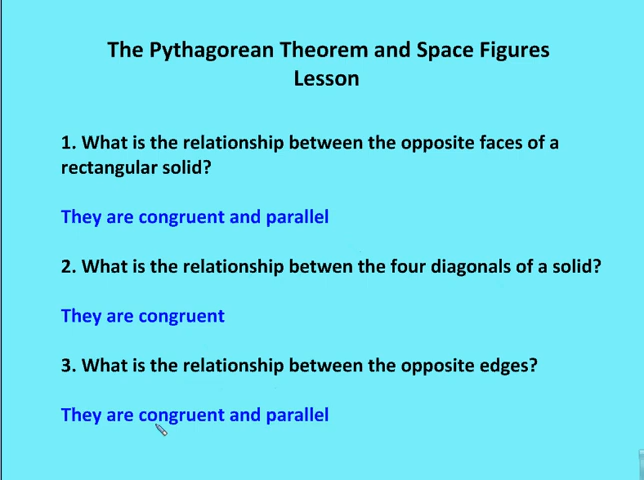 The Pythagorean Theorem and Space Figures
Lesson
1. What is the relationship between the opposite faces of a
rectangular solid?
They are congruent and parallel
2. What is the relationship betwen the four diagonals of a solid?
They are congruent
3. What is the relationship between the opposite edges?
They are congruent and parallel